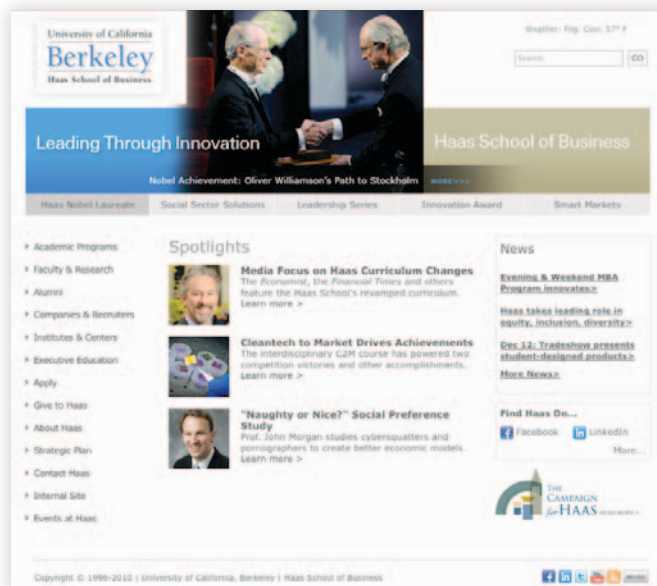 University of California
Berkeley
Haas School of Business
Weather: Fog. Cool. 57° F
Search
GO
Leading Through Innovation
Haas School of Business
Nobel Achievement: Oliver Williamson's Path to Stockholm
MORE>>>
Haas Nobel Laureate
Social Sector Solutions
Leadership Series
Innovation Award
Smart Markets
Academic Programs
Faculty & Research
Alumni
Companies & Recruiters
Institutes & Centers
Executive Education
Apply
Give to Haas
About Haas
Strategic Plan
Contact Haas
Internal Site
Events at Haas
Spotlights
Media Focus on Haas Curriculum Changes
The Economist, the Financial Times and others
feature the Haas School's revamped curriculum.
Learn more >
Cleantech to Market Drives Achievements
The interdisciplinary C2M course has powered two
competition victories and other accomplishments.
Learn more >
"Naughty or Nice?" Social Preference
Study
Prof. John Morgan studies cybersquatters and
pornographers to create better economic models.
Learn more >
News
Evening & Weekend MBA
Program innovates>
Haas takes leading role in
equity, inclusion, diversity>
Dec 12: Tradeshow presents
student-designed products>
More News>
Find Haas On...
Facebook
LinkedIn
More...
THE
CAMPAIGN
for HAAS
READ MORE >
Copyright © 1996-2010 | University of California, Berkeley | Haas School of Business